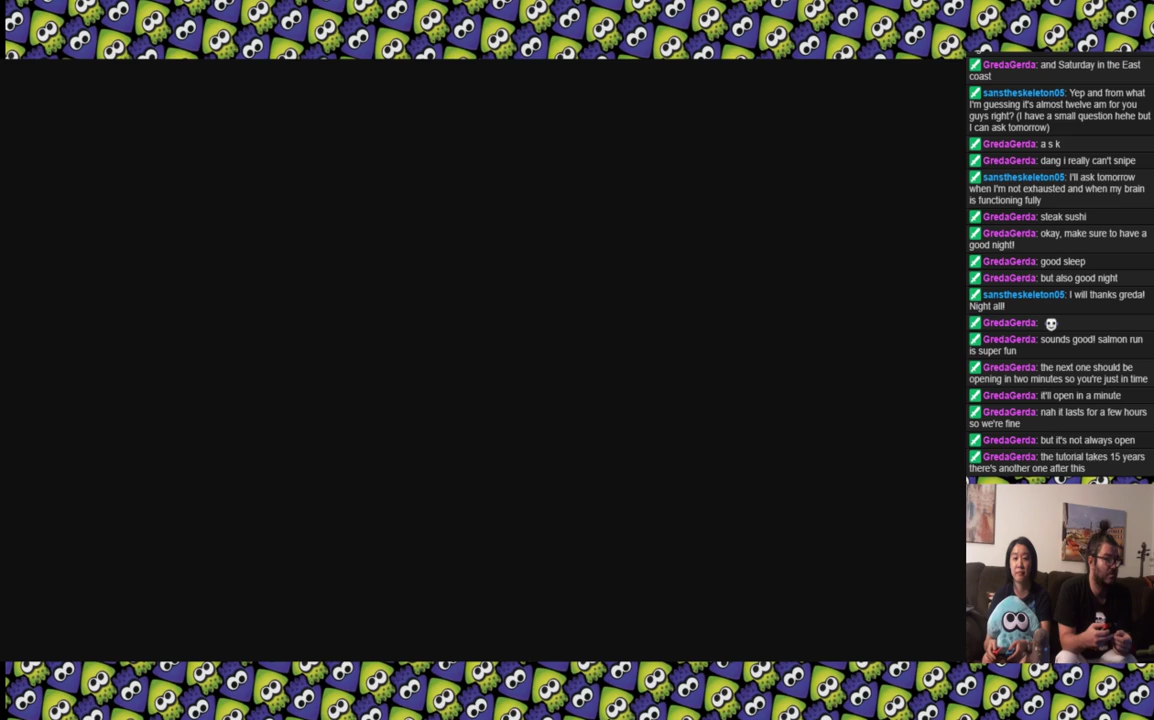 GredaGerda: and Saturday in the East
coast
sanstheskeleton05: Yep and from what
I'm guessing it's almost twelve am for you
guys right? (I have a small question hehe but
I can ask tomorrow)
GredaGerda: a s k
GredaGerda: dang i really can't snipe
sanstheskeleton05: I'll ask tomorrow
when I'm not exhausted and when my brain
is functioning fully
GredaGerda: steak sushi
GredaGerda: okay, make sure to have a
good night!
GredaGerda: good sleep
GredaGerda: but also good night
sanstheskeleton05: I will thanks greda!
Night all!
GredaGerda:
GredaGerda: sounds good! salmon run
is super fun
GredaGerda: the next one should be
opening in two minutes so you're just in time
GredaGerda: it'll open in a minute
GredaGerda: nah it lasts for a few hours
so we're fine
GredaGerda: but it's not always open
GredaGerda: the tutorial takes 15 years
there's another one after this